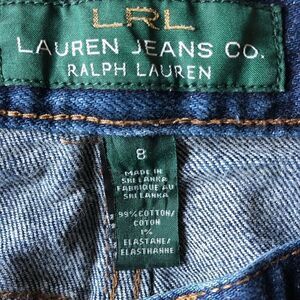 LRL
LAUREN JEANS CO.
RALPH LAUREN
8
MADE IN
SRI LANKA
FABRIQUE AU
SRI LANKA
99% COTTON/
COTON
1%
ELASTANE/
ELASTHANNE